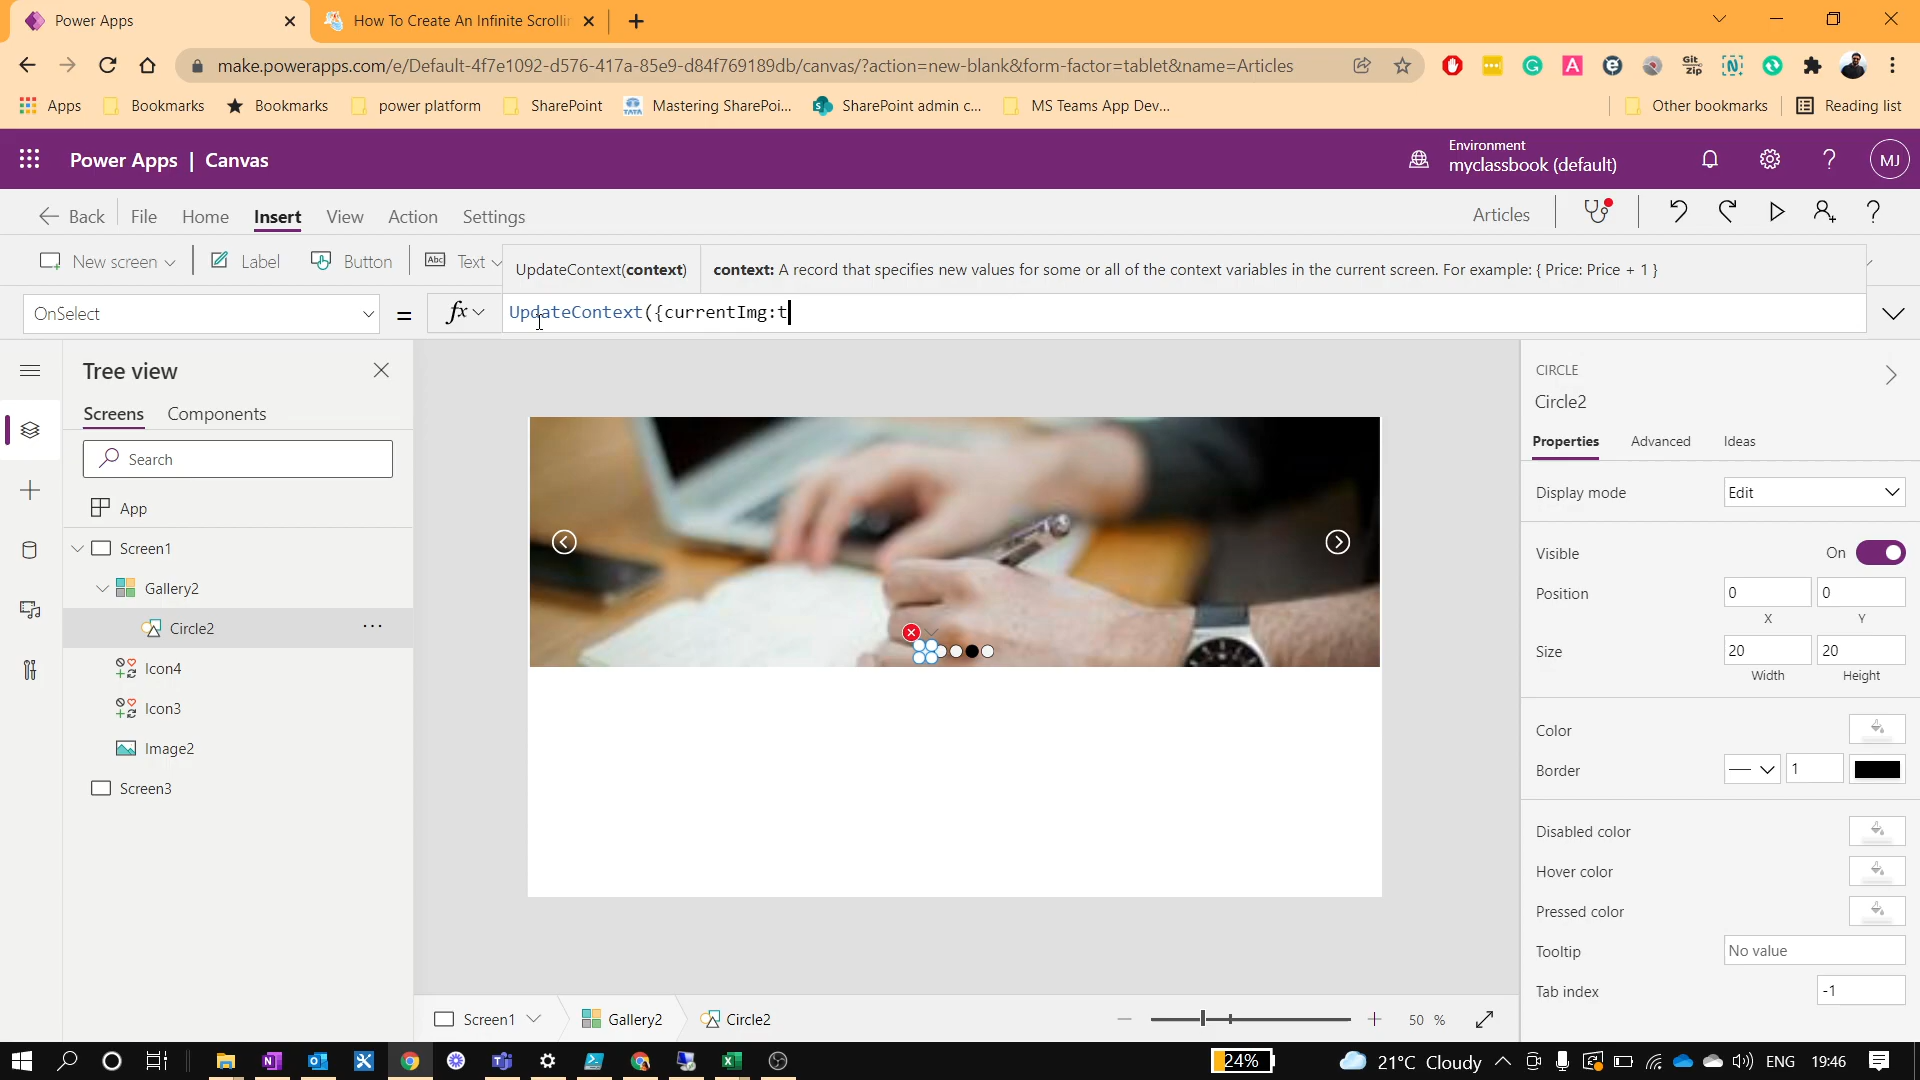 Power Apps
How To Create An Infinite Scrollin
make.powerapps.com/e/Default-4f7e1092-d576-417a-85e9-d84f769189db/canvas/?action=new-blank&form-factor=tablet&name=Articles
Apps
Bookmarks
Bookmarks
power platform
SharePoint
Mastering SharePoi...
SharePoint admin c...
MS Teams App Dev...
Other bookmarks
Reading list
Power Apps | Canvas
Environment
myclassbook (default)
MJ
Back
File
Home
Insert
View
Action
Settings
Articles
New screen
Label
Button
Abc
Text
UpdateContext(context)
context: A record that specifies new values for some or all of the context variables in the current screen. For example: { Price: Price + 1 }
OnSelect
=
fx
UpdateContext({currentImg:t
Tree view
Screens
Components
Search
App
Screen1
Gallery2
Circle2
Icon4
Icon3
Image2
Screen3
CIRCLE
Circle2
Properties
Advanced
Ideas
Display mode
Edit
Visible
On
Position
0
0
X
Y
Size
20
20
Width
Height
Color
Border
1
Disabled color
Hover color
Pressed color
Tooltip
No value
Tab index
-1
Screen1
Gallery2
Circle2
50 %
24%
21°C Cloudy
ENG
19:46